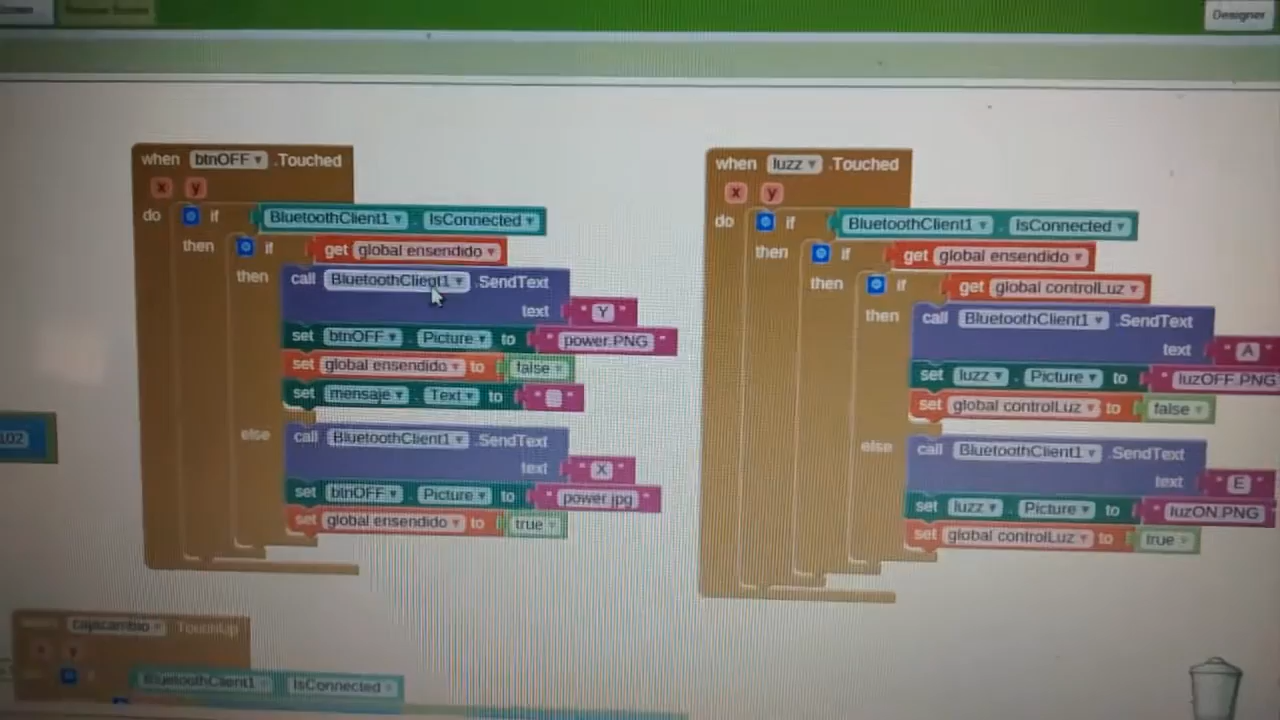 Designer
when btnOFF .Touched
x y
do if BluetoothClient1 . IsConnected
then if get global ensendido
then call BluetoothClient1 .SendText
text " Y "
set btnOFF . Picture to " power.PNG "
set global ensendido to false
set mensaje . Text to " "
else call BluetoothClient1 .SendText
text " X "
set btnOFF . Picture to " power.jpg "
set global ensendido to true
when luzz .Touched
x y
do if BluetoothClient1 . IsConnected
then if get global ensendido
then if get global controlLuz
then call BluetoothClient1 .SendText
text " A "
set luzz . Picture to " luzOFF.PNG
set global controlLuz to false
else call BluetoothClient1 .SendText
text " E "
set luzz . Picture to " luzON.PNG
set global controlLuz to true
102
cajacambio .TouchUp
BluetoothClient1 . IsConnected